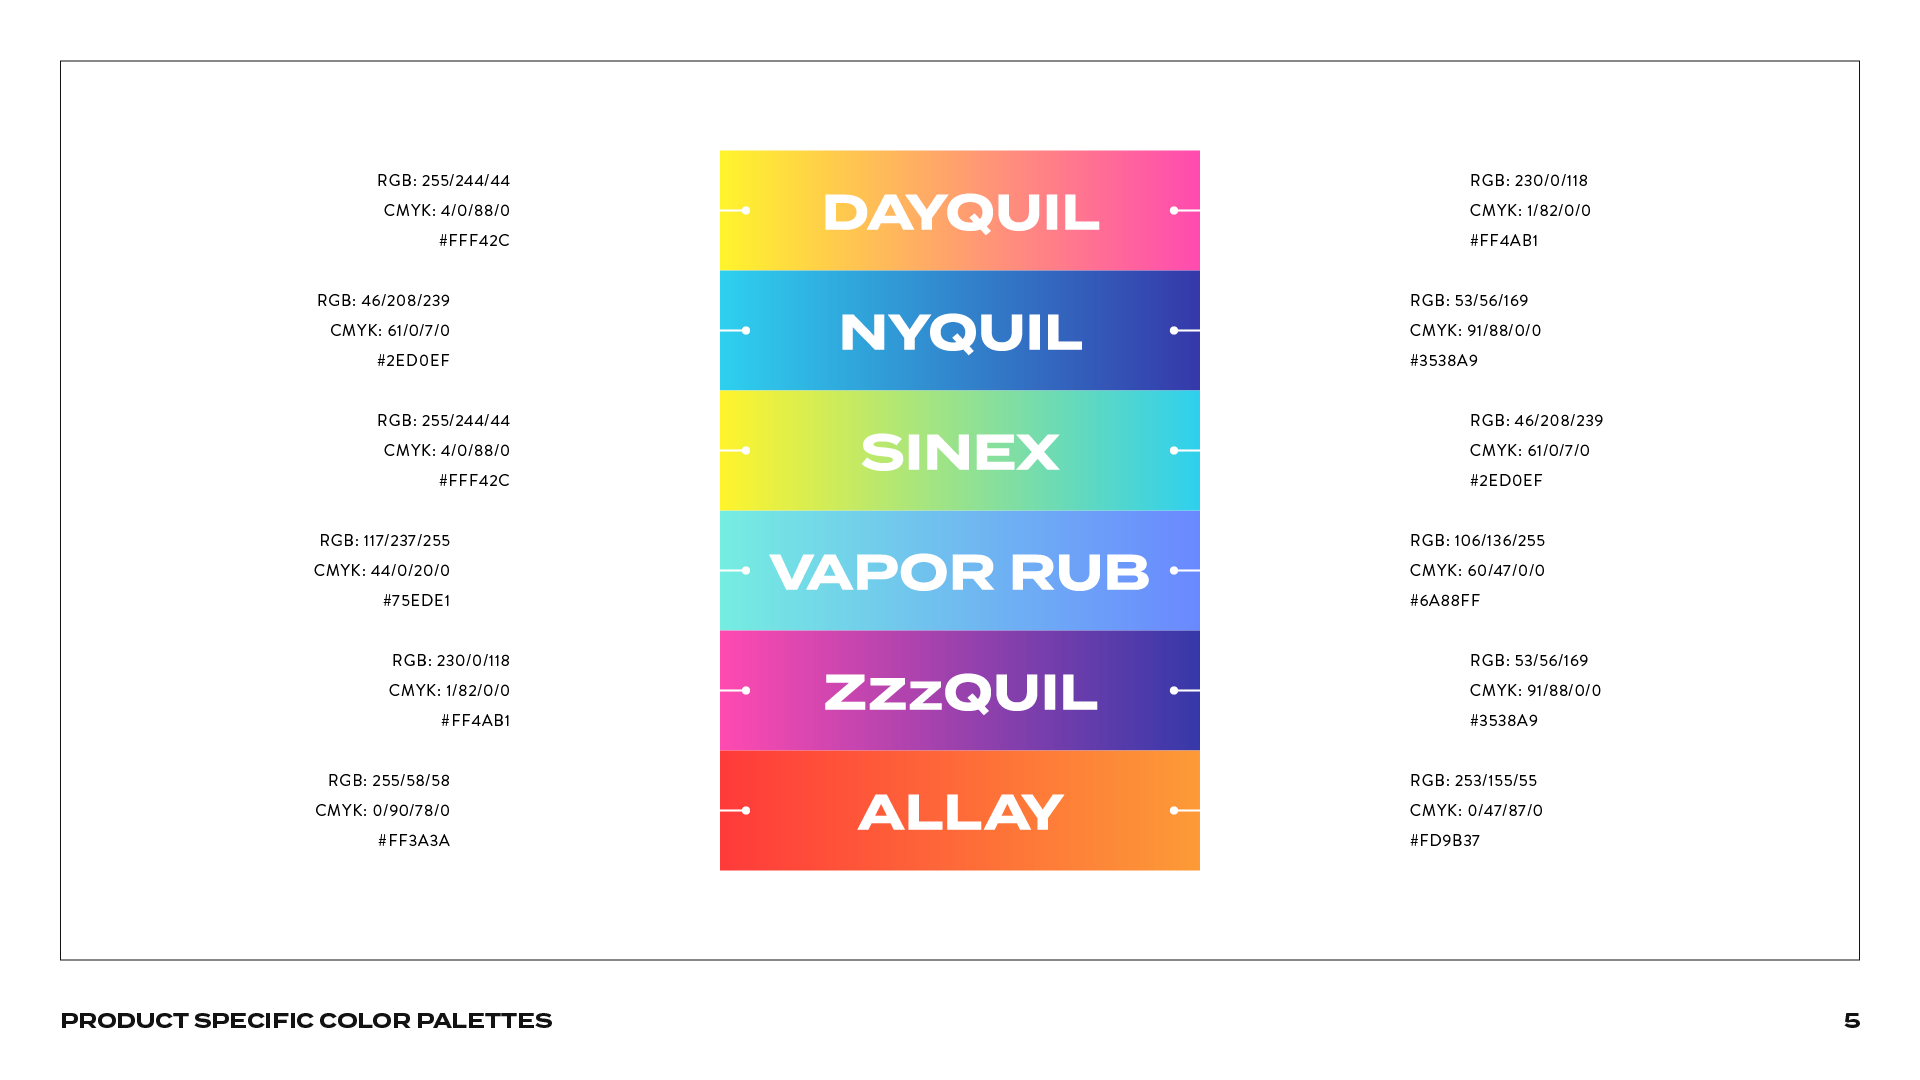 RGB: 255/244/44
CMYK: 4/0/88/0
#FFF42C
DAYQUIL
RGB: 230/0/118
CMYK: 1/82/0/0
#FF4AB1
RGB: 46/208/239
CMYK: 61/0/7/0
#2ED0EF
NYQUIL
RGB: 53/56/169
CMYK: 91/88/0/0
#3538A9
RGB: 255/244/44
CMYK: 4/0/88/0
#FFF42C
SINEX
RGB: 46/208/239
CMYK: 61/0/7/0
#2ED0EF
RGB: 117/237/255
CMYK: 44/0/20/0
#75EDE1
VAPOR RUB
RGB: 106/136/255
CMYK: 60/47/0/0
#6A88FF
RGB: 230/0/118
CMYK: 1/82/0/0
#FF4AB1
ZZzQUIL
RGB: 53/56/169
CMYK: 91/88/0/0
#3538A9
RGB: 255/58/58
CMYK: 0/90/78/0
#FF3A3A
ALLAY
RGB: 253/155/55
CMYK: 0/47/87/0
#FD9B37
PRODUCT SPECIFIC COLOR PALETTES
5